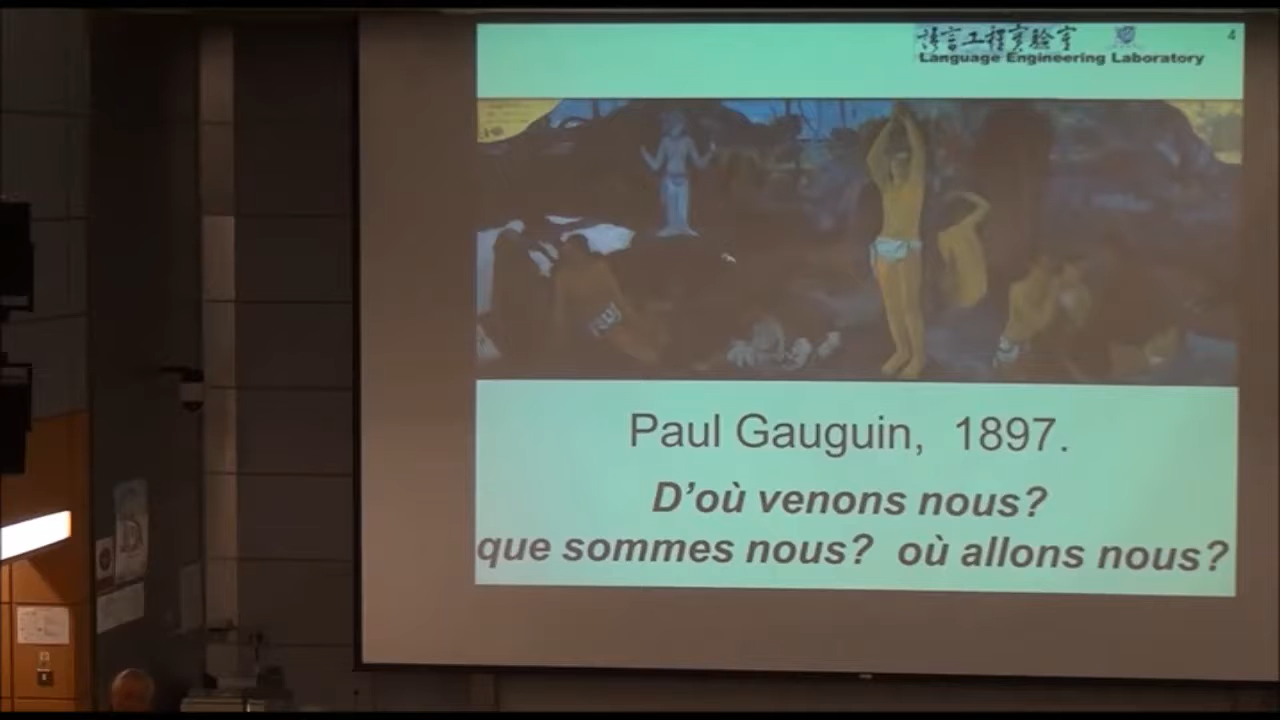 語言工程實驗室
Language Engineering Laboratory
4
Paul Gauguin, 1897.
D'où venons nous?
que sommes nous? où allons nous?